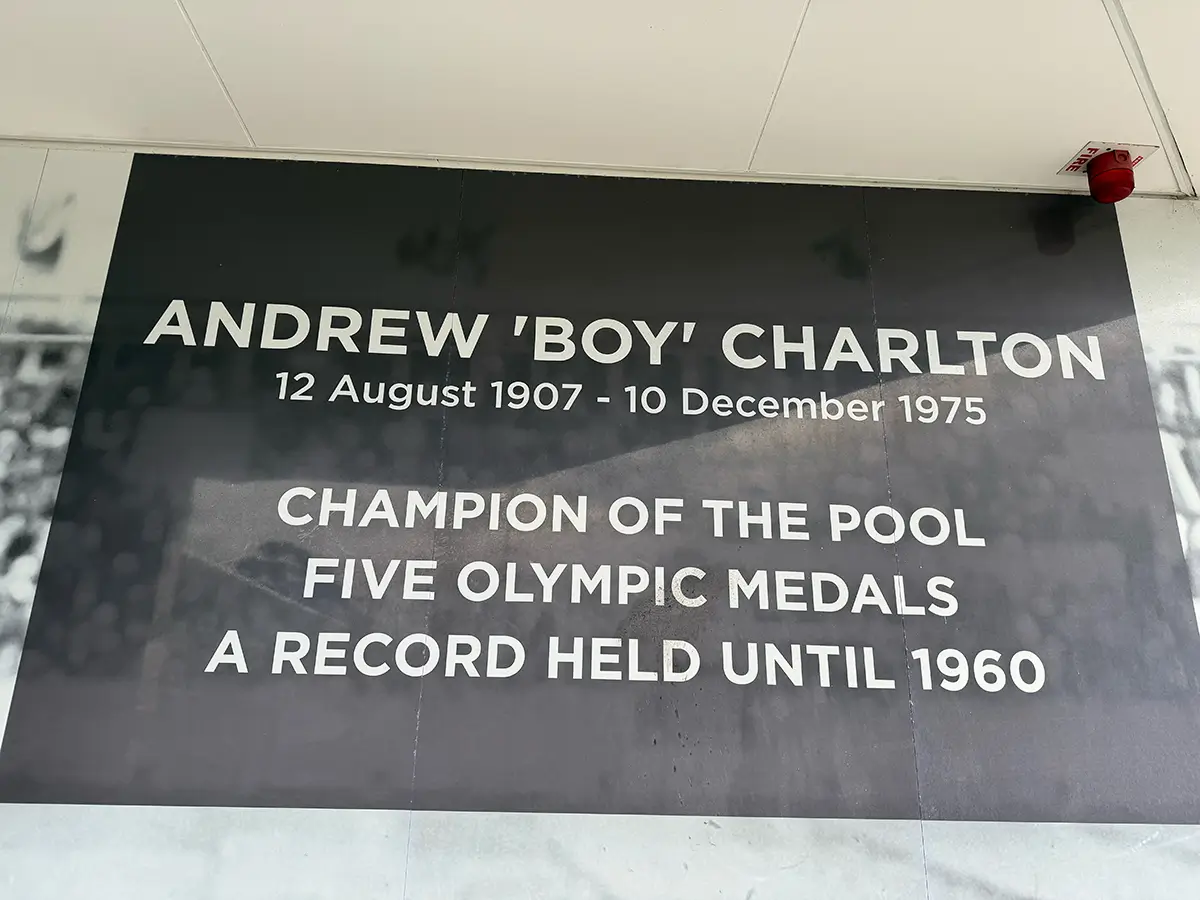 FIRE
ANDREW 'BOY' CHARLTON
12 August 1907 - 10 December 1975
CHAMPION OF THE POOL
FIVE OLYMPIC MEDALS
A RECORD HELD UNTIL 1960